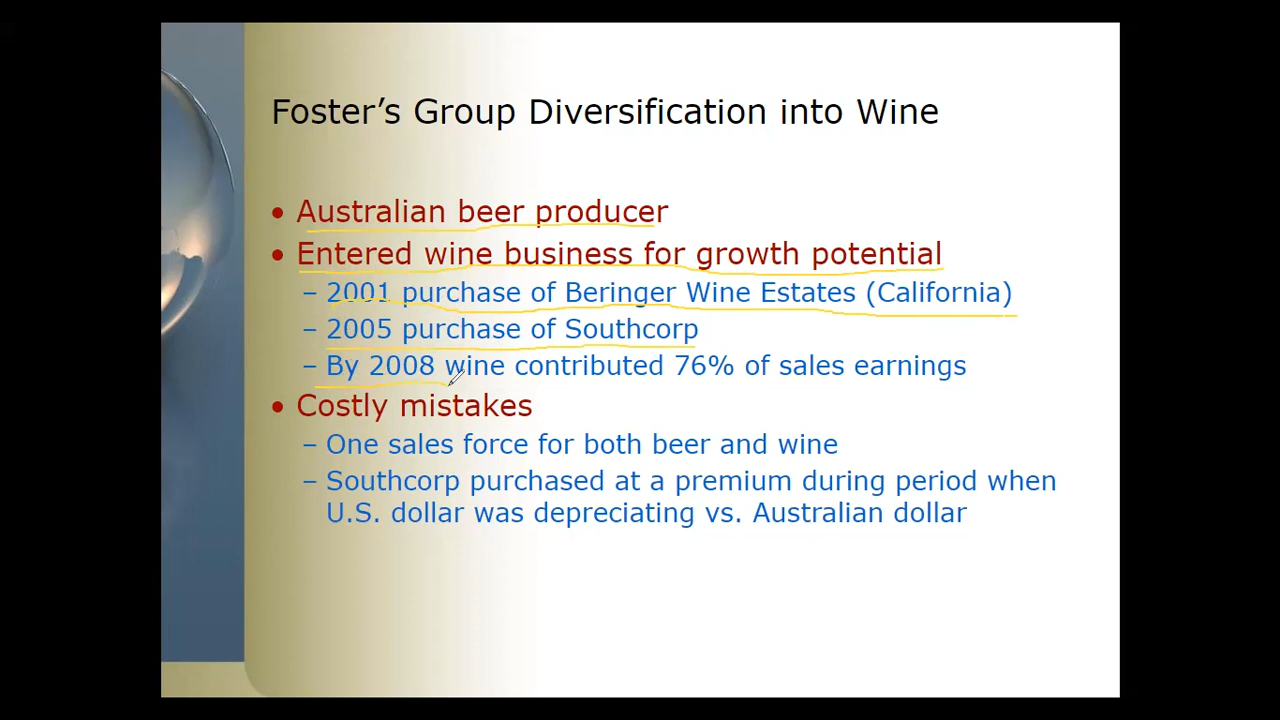 Foster’s Group Diversification into Wine
• Australian beer producer
• Entered wine business for growth potential
– 2001 purchase of Beringer Wine Estates (California)
– 2005 purchase of Southcorp
– By 2008 wine contributed 76% of sales earnings
• Costly mistakes
– One sales force for both beer and wine
– Southcorp purchased at a premium during period when
U.S. dollar was depreciating vs. Australian dollar